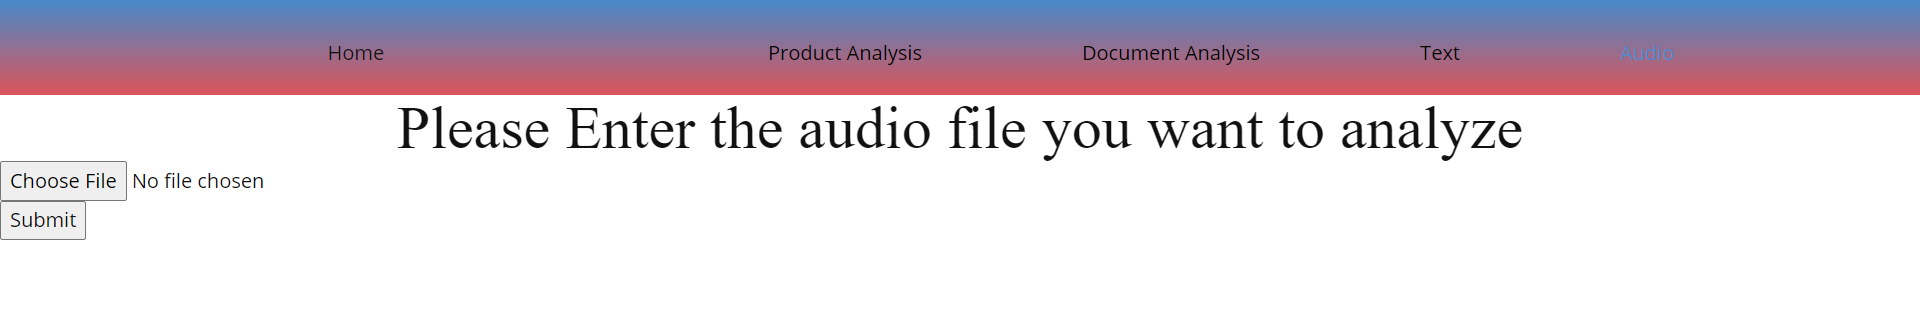 Home Product Analysis Document Analysis Text Audio
Please Enter the audio file you want to analyze
Choose File No file chosen
Submit